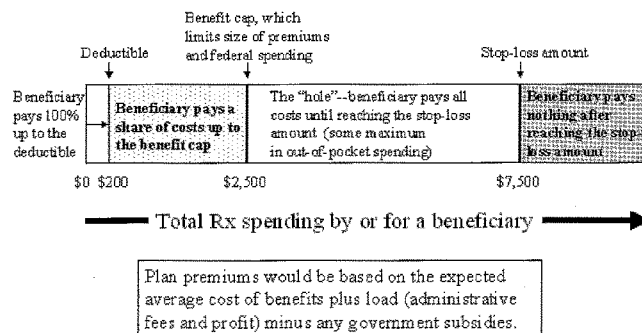 Benefit cap, which
limits size of premiums
and federal spending
Deductible
Stop-loss amount
Beneficiary
pays 100%
up to the
deductible
Beneficiary pays a
share of costs up to
the benefit cap
The "hole"--beneficiary pays all
costs until reaching the stop-loss
amount (some maximum
in out-of-pocket spending)
Beneficiary pays
nothing after
reaching the stop-
loss amount
$0 $200 $2,500 $7,500
Total Rx spending by or for a beneficiary
Plan premiums would be based on the expected
average cost of benefits plus load (administrative
fees and profit) minus any government subsidies.